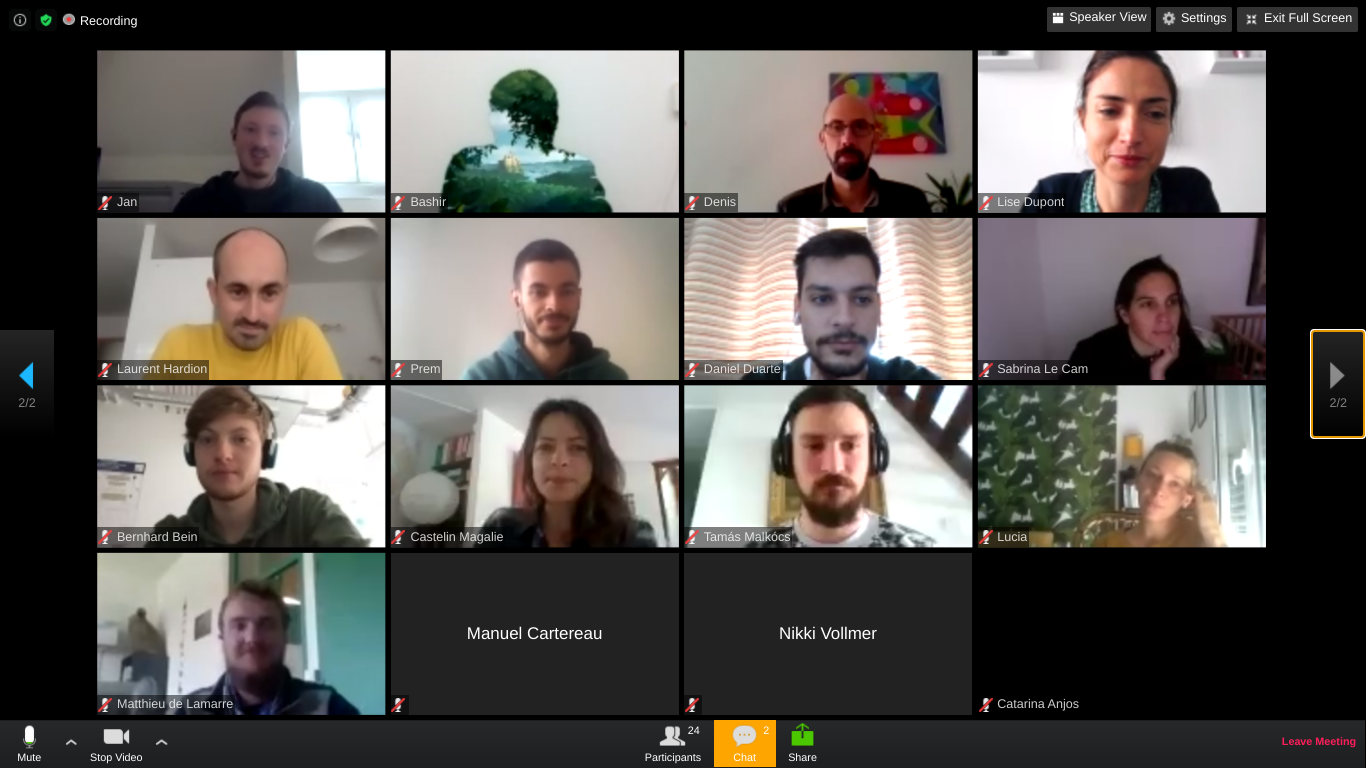 Recording
Speaker View
Settings
Exit Full Screen
Jan
Bashir
Denis
Lise Dupont
Laurent Hardion
Prem
Daniel Duarte
Sabrina Le Cam
2/2
2/2
Bernhard Bein
Castelin Magalie
Tamás Malkócs
Lucia
Matthieu de Lamarre
Manuel Cartereau
Nikki Vollmer
Catarina Anjos
Mute
Stop Video
24
Participants
2
Chat
Share
Leave Meeting